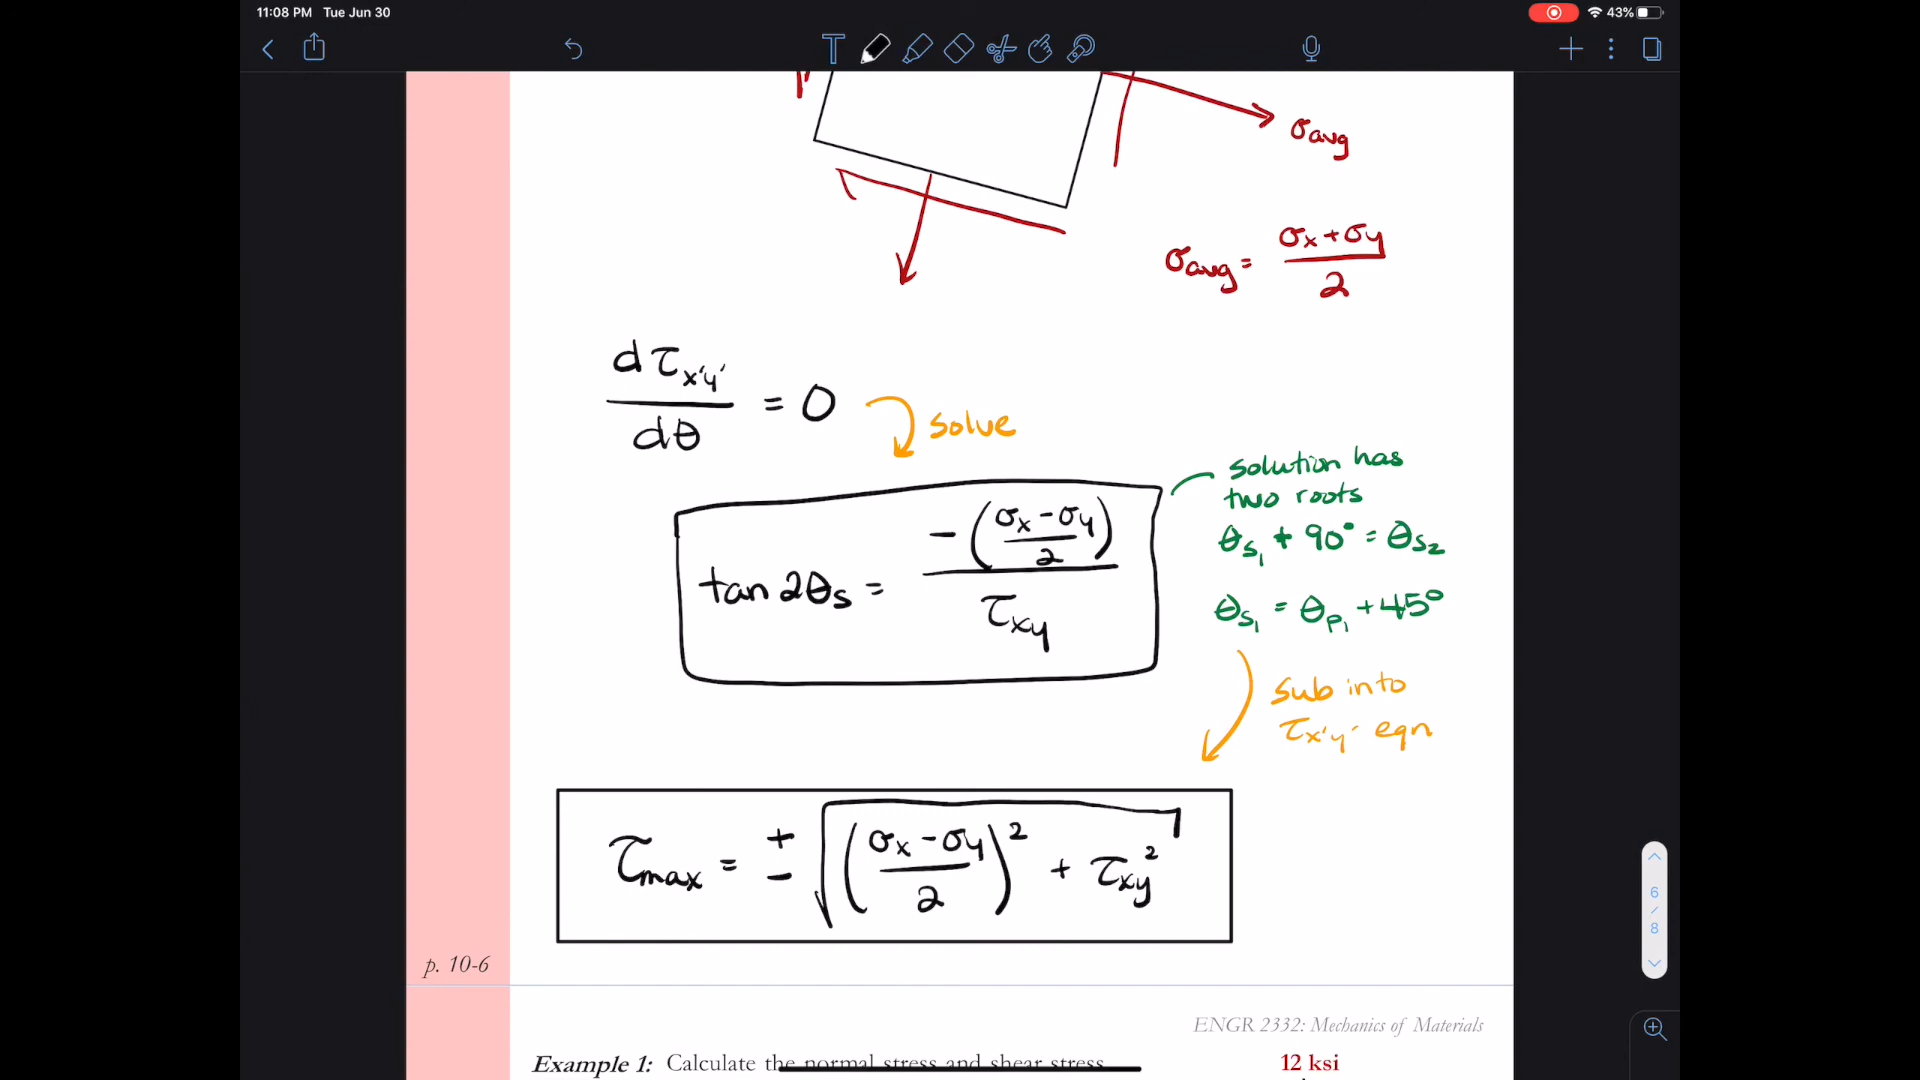 11:08 PM Tue Jun 30
43%
T
σavg
σavg = (σx + σy)/2
dτx'y'/dθ = 0
solve
solution has
two roots
tan 2θs = -((σx - σy)/2)/τxy
θs1 + 90° = θs2
θs1 = θp1 + 45°
sub into
τx'y' eqn
τmax = ± √(((σx - σy)/2)² + τxy²)
6
/
8
p. 10-6
ENGR 2332: Mechanics of Materials
Example 1: Calculate the normal stress and shear stress
12 ksi